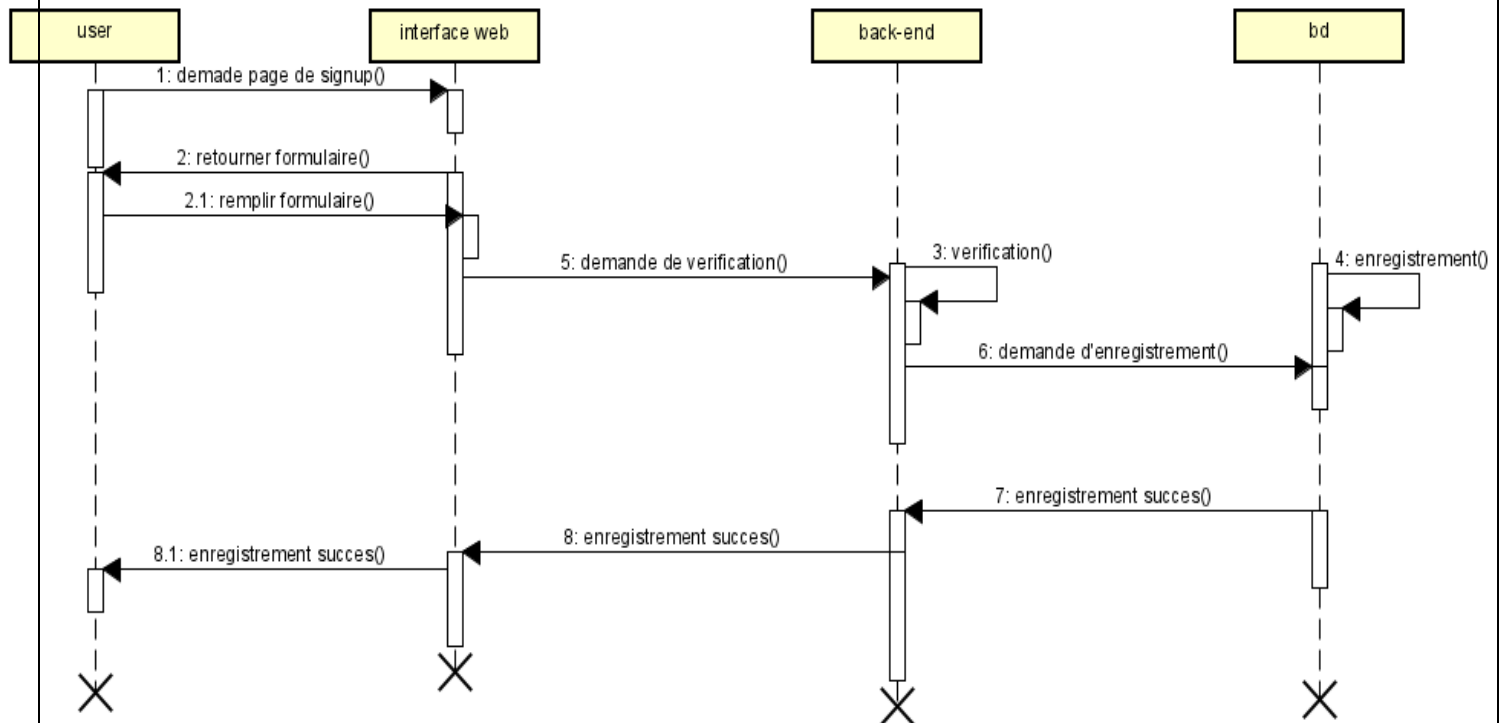 user
interface web
back-end
bd
1: demade page de signup()
2: retourner formulaire()
2.1: remplir formulaire()
3: verification()
4: enregistrement()
5: demande de verification()
6: demande d'enregistrement()
7: enregistrement succes()
8: enregistrement succes()
8.1: enregistrement succes()